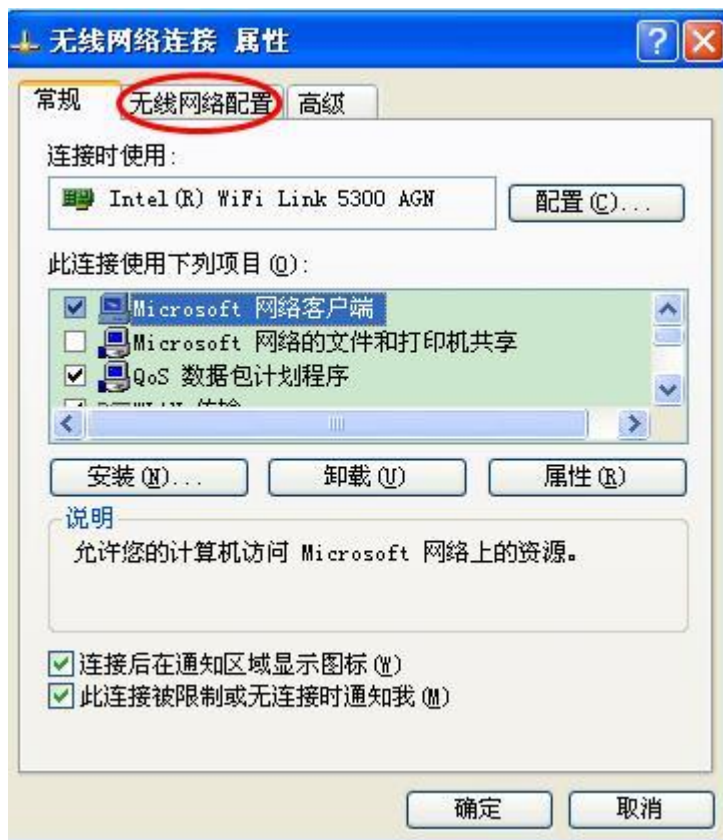 无线网络连接 属性
常规 无线网络配置 高级
连接时使用:
Intel(R) WiFi Link 5300 AGN 配置(C)...
此连接使用下列项目(O):
Microsoft 网络客户端
Microsoft 网络的文件和打印机共享
QoS 数据包计划程序
安装(N)... 卸载(U) 属性(R)
说明
允许您的计算机访问 Microsoft 网络上的资源。
连接后在通知区域显示图标(W)
此连接被限制或无连接时通知我(M)
确定 取消